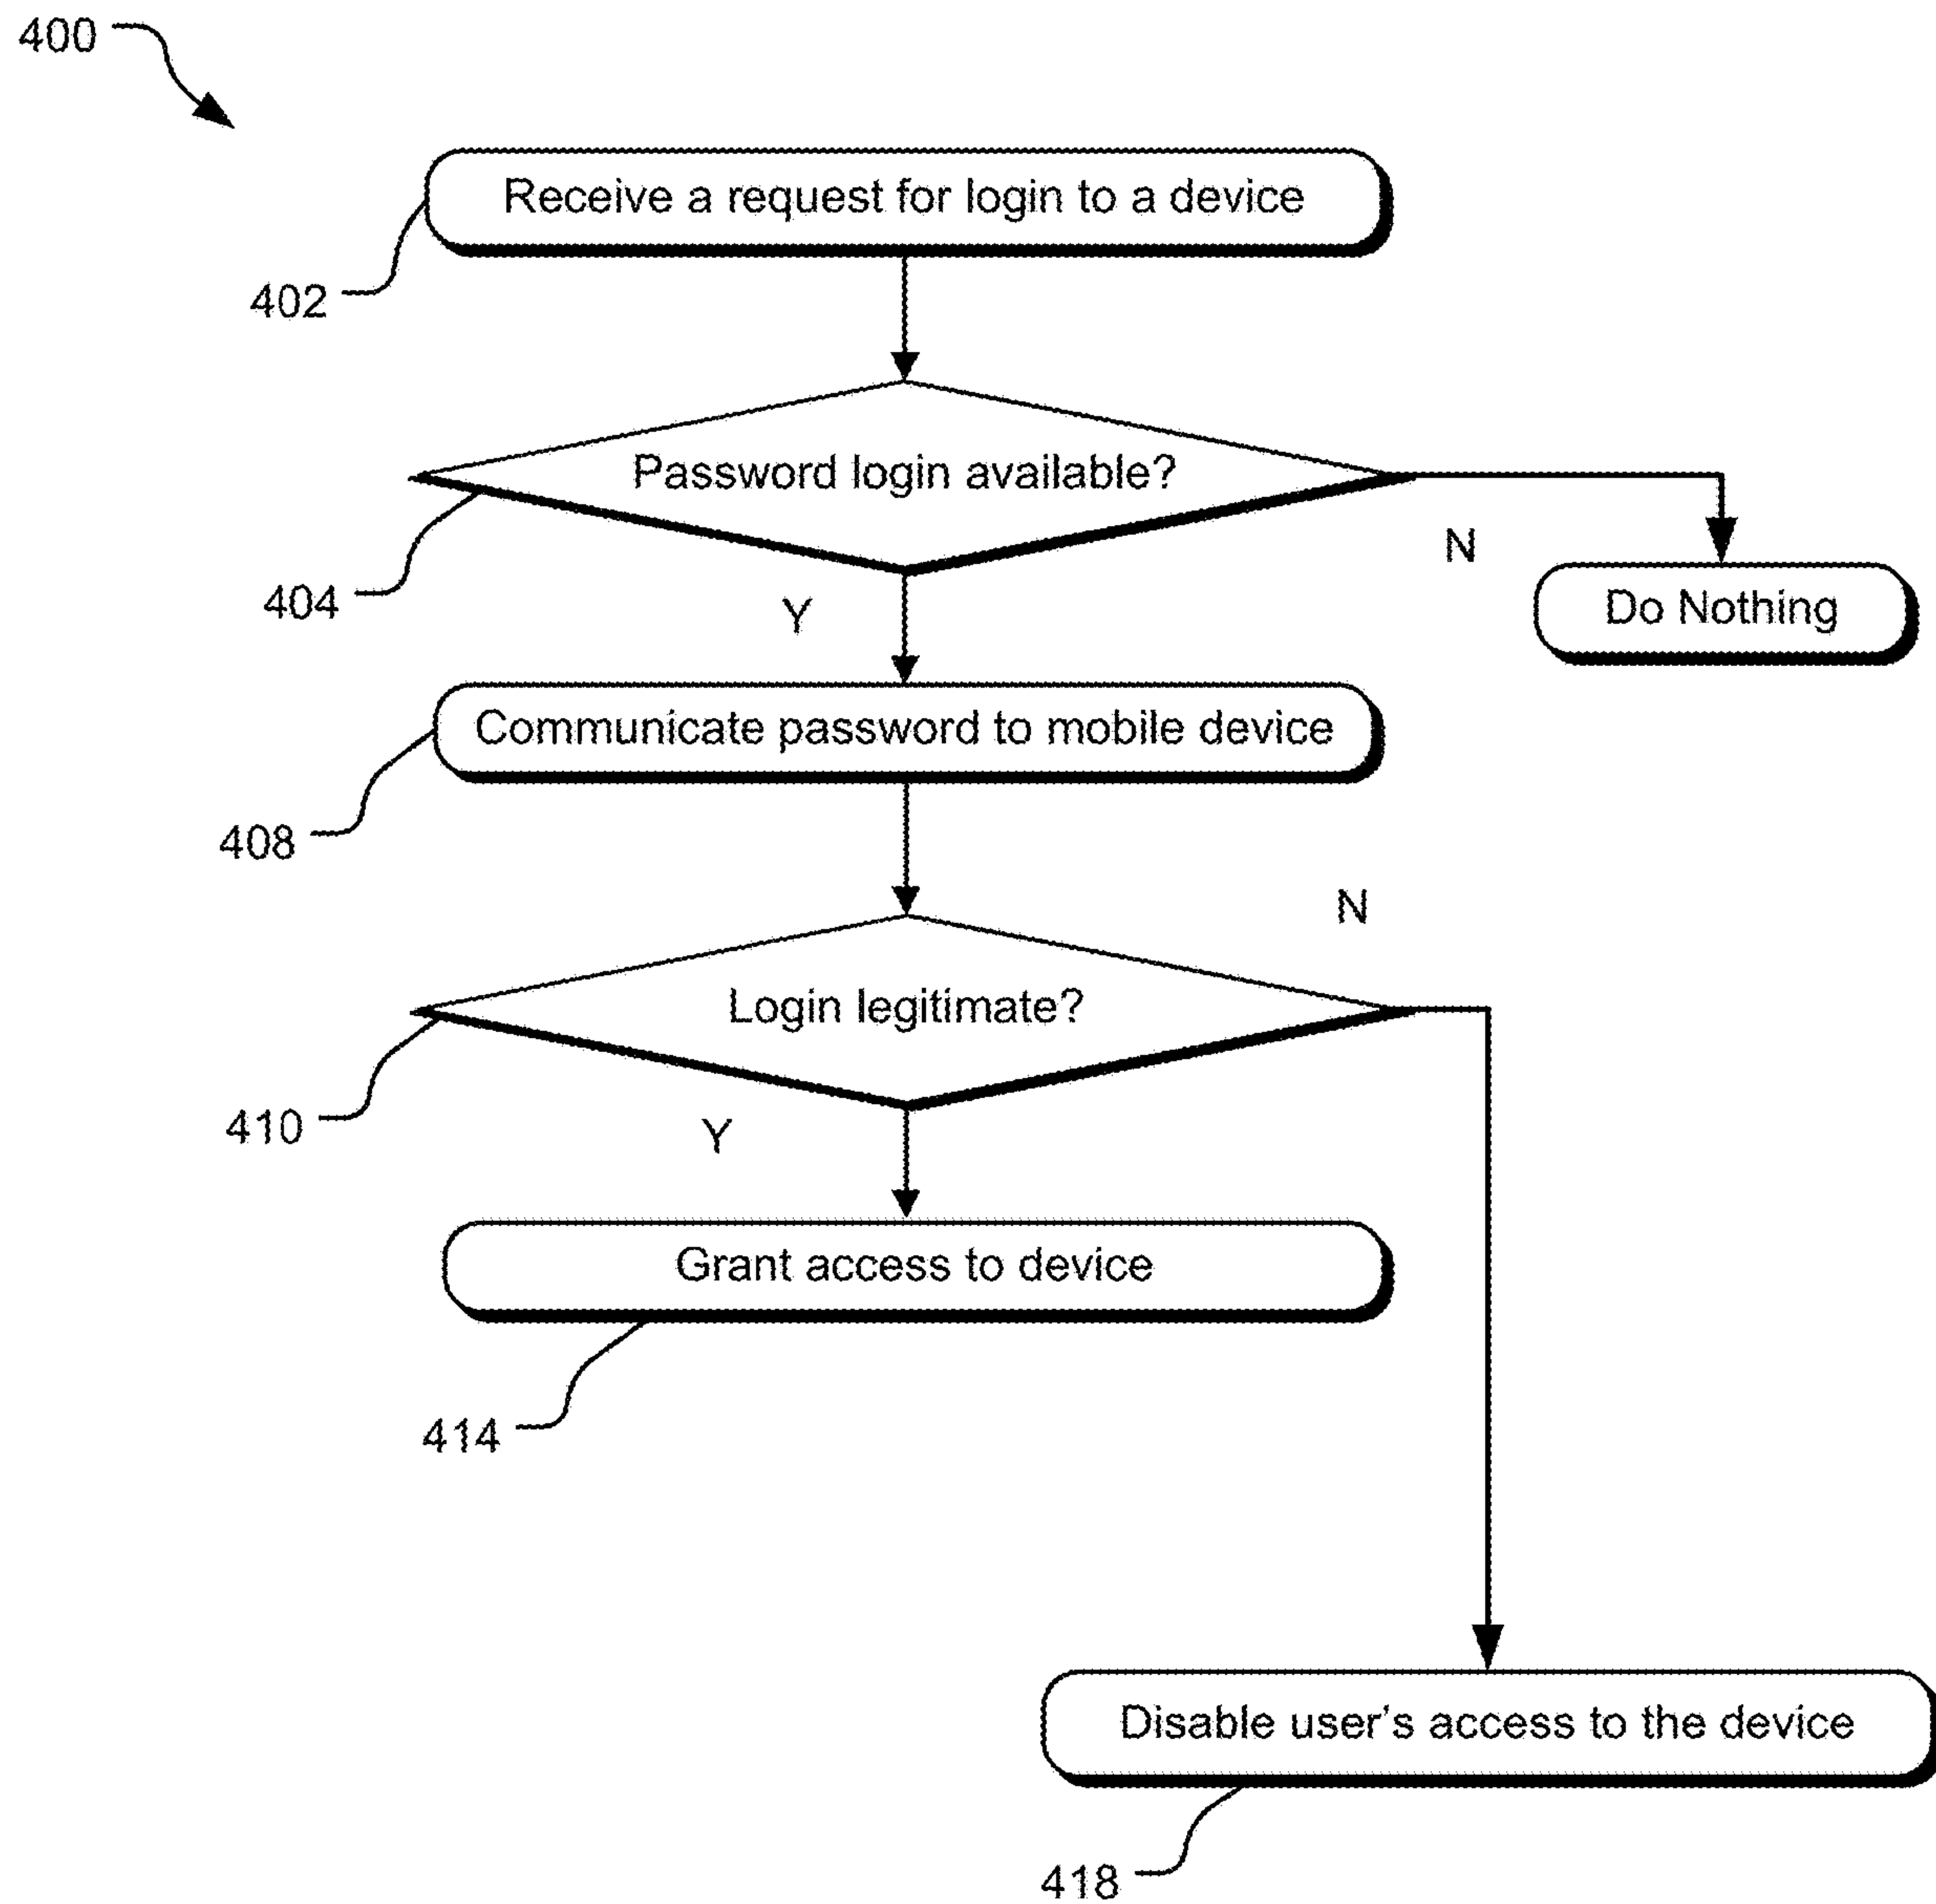 400
Receive a request for login to a device
402
Password login available?
N
404
Y
Do Nothing
Communicate password to mobile device
408
N
Login legitimate?
410
Y
Grant access to device
414
Disable user's access to the device
418